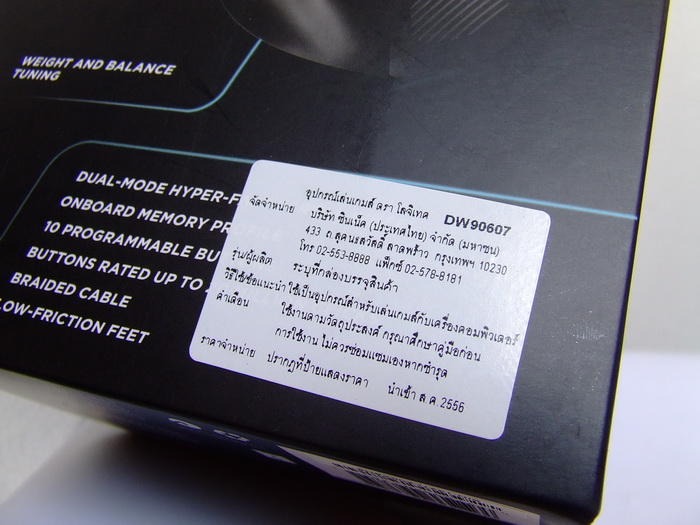 WEIGHT AND BALANCE
TUNING
DUAL-MODE HYPER-F
ONBOARD MEMORY PR
10 PROGRAMMABLE BU
BUTTONS RATED UP TO
BRAIDED CABLE
LOW-FRICTION FEET
อุปกรณ์เล่นเกมส์ ตรา โลจิเทค DW90607
จัดจำหน่าย บริษัท ซินเน็ค (ประเทศไทย) จำกัด (มหาชน)
433 ถ.สุคนธสวัสดิ์ ลาดพร้าว กรุงเทพฯ 10230
โทร 02-553-8888 แฟ็กซ์ 02-578-8181
รุ่น/ผู้ผลิต ระบุที่กล่องบรรจุสินค้า
วิธีใช้/ข้อแนะนำ ใช้เป็นอุปกรณ์สำหรับเล่นเกมส์กับเครื่องคอมพิวเตอร์
คำเตือน ใช้งานตามวัตถุประสงค์ กรุณาศึกษาคู่มือก่อน
การใช้งาน ไม่ควรซ่อมแซมเองหากชำรุด
ราคาจำหน่าย ปรากฏที่ป้ายแสดงราคา นำเข้า ส.ค. 2556